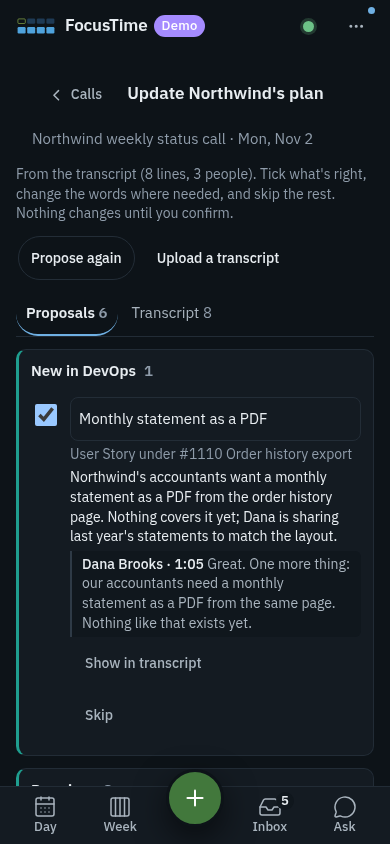 FocusTime Demo
Calls
Update Northwind's plan
Northwind weekly status call · Mon, Nov 2
From the transcript (8 lines, 3 people). Tick what's right,
change the words where needed, and skip the rest.
Nothing changes until you confirm.
Propose again
Upload a transcript
Proposals 6
Transcript 8
New in DevOps 1
Monthly statement as a PDF
User Story under #1110 Order history export
Northwind's accountants want a monthly
statement as a PDF from the order history
page. Nothing covers it yet; Dana is sharing
last year's statements to match the layout.
Dana Brooks · 1:05 Great. One more thing:
our accountants need a monthly
statement as a PDF from the same page.
Nothing like that exists yet.
Show in transcript
Skip
Day
Week
Inbox 5
Ask